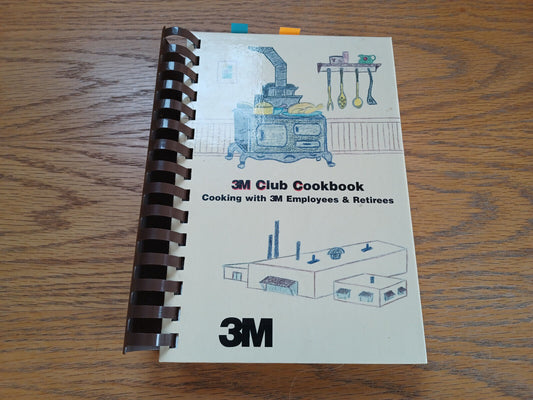 3M Club Cookbook
Cooking with 3M Employees & Retirees
3M